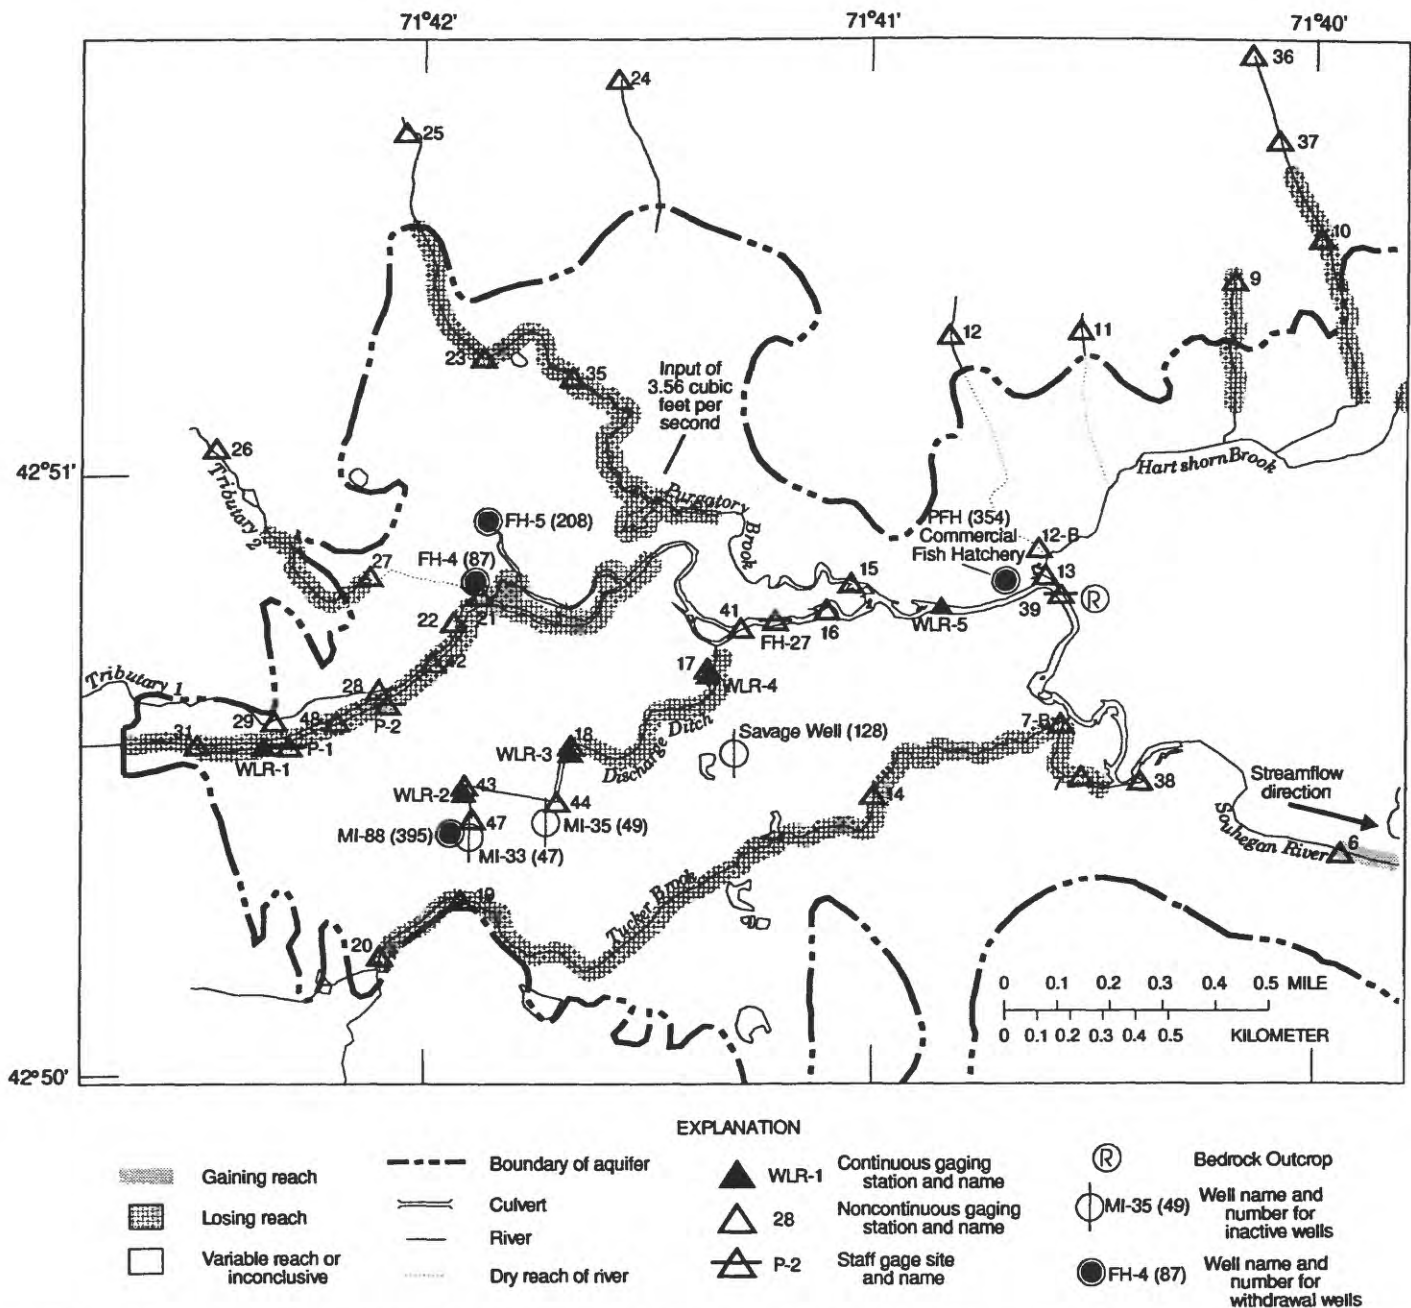 71°42'
71°41'
71°40'
36
24
25
37
10
9
12
11
23
35
Input of
3.56 cubic
feet per
second
26
42°51'
Hartshorn Brook
Tributary 2
Purgatory
Brook
FH-5 (208)
PFH (354)
Commercial
Fish Hatchery
12-B
FH-4 (87)
27
15
13
39
R
21
22
41
FH-27
16
WLR-5
42
17
WLR-4
Tributary 1
28
P-2
29
48
7-B
31
P-1
WLR-1
18
WLR-3
Discharge Ditch
Savage Well (128)
Streamflow
direction
43
WLR-2
44
14
7
38
47
MI-35 (49)
MI-88 (395)
MI-33 (47)
Souhegan River
6
19
Tucker Brook
20
0 0.1 0.2 0.3 0.4 0.5 MILE
0 0.1 0.2 0.3 0.4 0.5 KILOMETER
42°50'
EXPLANATION
Gaining reach
Losing reach
Variable reach or
inconclusive
Boundary of aquifer
Culvert
River
Dry reach of river
WLR-1
Continuous gaging
station and name
28
Noncontinuous gaging
station and name
P-2
Staff gage site
and name
R
Bedrock Outcrop
MI-35 (49)
Well name and
number for
inactive wells
FH-4 (87)
Well name and
number for
withdrawal wells